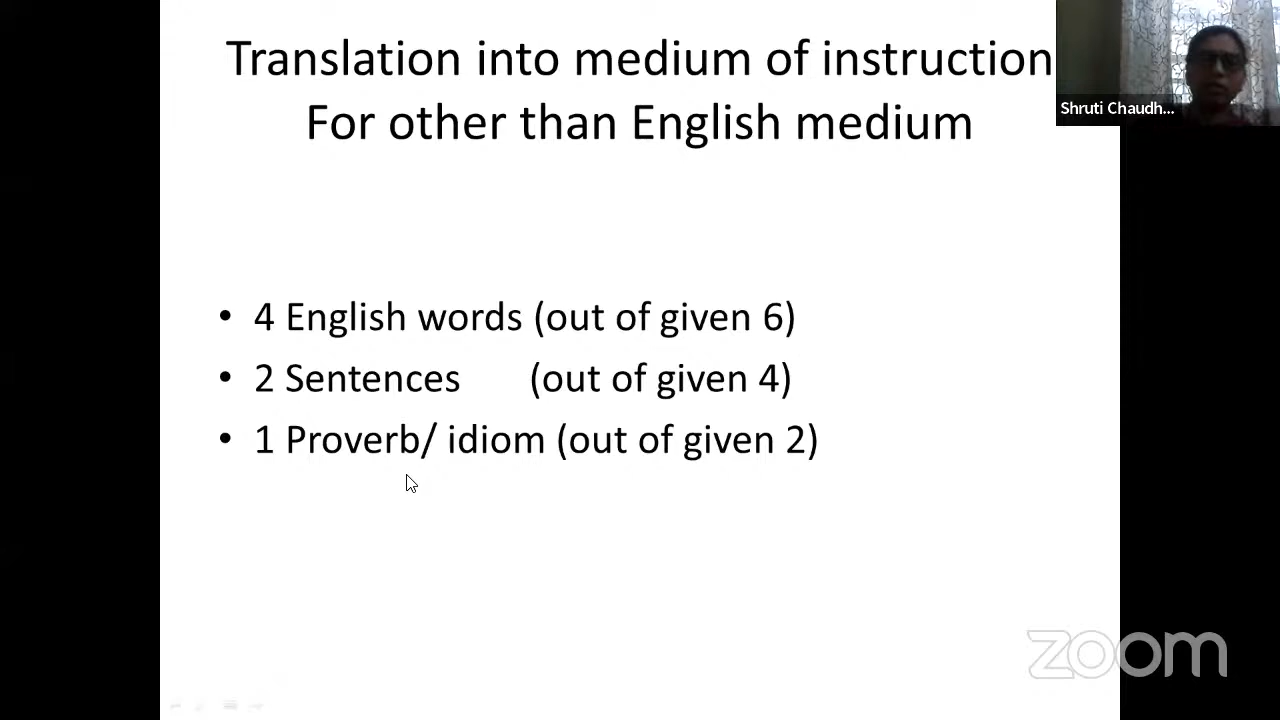 Translation into medium of instruction
For other than English medium
Shruti Chaudh...
• 4 English words (out of given 6)
• 2 Sentences (out of given 4)
• 1 Proverb/ idiom (out of given 2)
zoom